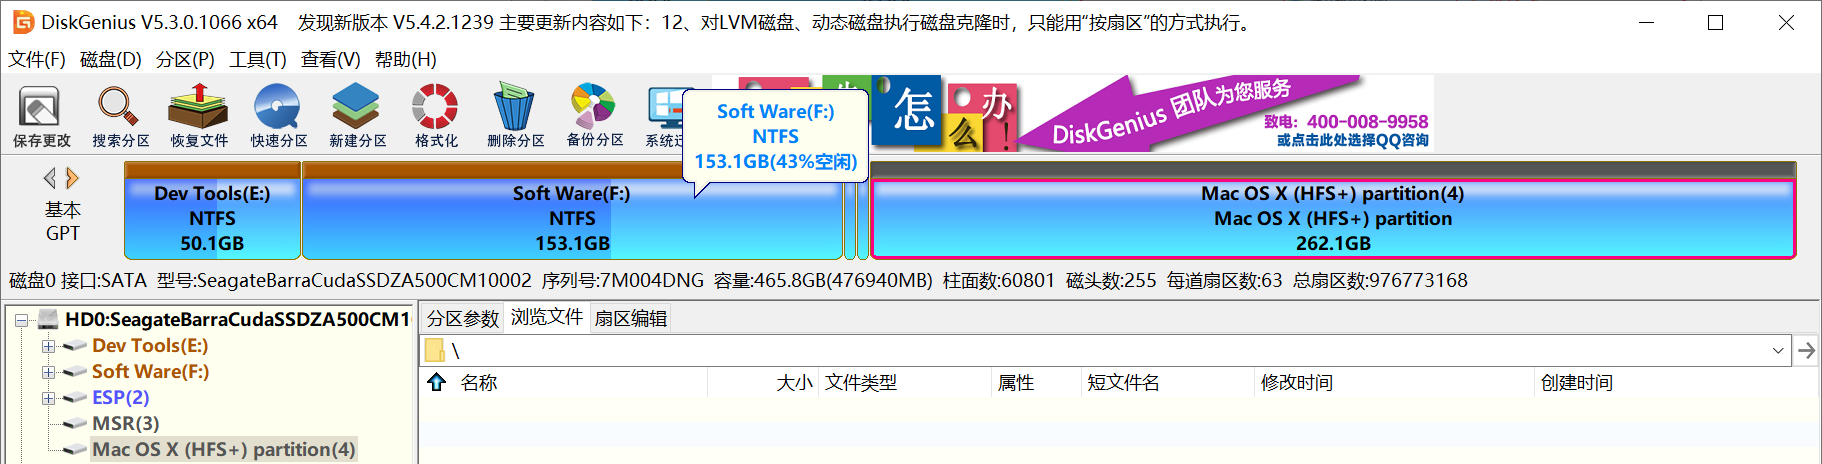 DiskGenius V5.3.0.1066 x64 发现新版本 V5.4.2.1239 主要更新内容如下：12、对LVM磁盘、动态磁盘执行磁盘克隆时，只能用“按扇区”的方式执行。
文件(F) 磁盘(D) 分区(P) 工具(T) 查看(V) 帮助(H)
保存更改 搜索分区 恢复文件 快速分区 新建分区 格式化 删除分区 备份分区 系统
怎么办!
DiskGenius 团队为您服务
致电：400-008-9958
或点击此处选择QQ咨询
Soft Ware(F:)
NTFS
153.1GB(43%空闲)
基本
GPT
Dev Tools(E:)
NTFS
50.1GB
Soft Ware(F:)
NTFS
153.1GB
Mac OS X (HFS+) partition(4)
Mac OS X (HFS+) partition
262.1GB
磁盘0 接口:SATA 型号:SeagateBarraCudaSSDZA500CM10002 序列号:7M004DNG 容量:465.8GB(476940MB) 柱面数:60801 磁头数:255 每道扇区数:63 总扇区数:976773168
HD0:SeagateBarraCudaSSDZA500CM1
Dev Tools(E:)
Soft Ware(F:)
ESP(2)
MSR(3)
Mac OS X (HFS+) partition(4)
分区参数 浏览文件 扇区编辑
\
名称 大小 文件类型 属性 短文件名 修改时间 创建时间